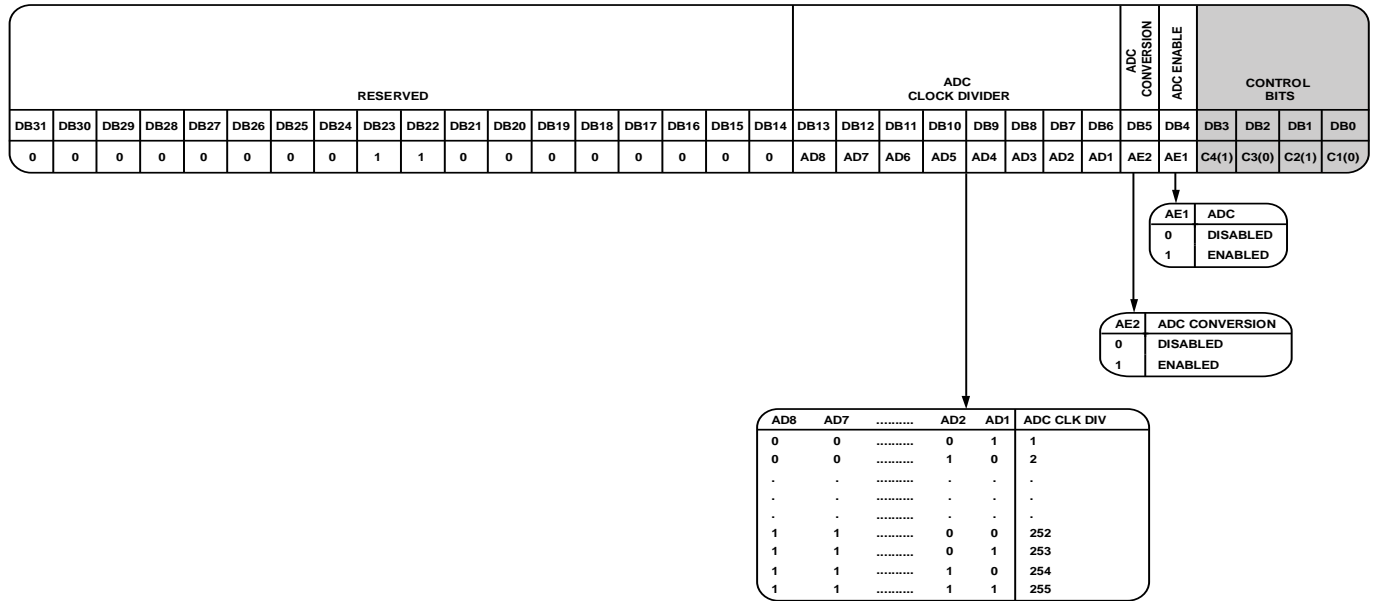 RESERVED
ADC
CLOCK DIVIDER
ADC
CONVERSION
ADC ENABLE
CONTROL
BITS
DB31 DB30 DB29 DB28 DB27 DB26 DB25 DB24 DB23 DB22 DB21 DB20 DB19 DB18 DB17 DB16 DB15 DB14 DB13 DB12 DB11 DB10 DB9 DB8 DB7 DB6 DB5 DB4 DB3 DB2 DB1 DB0
0 0 0 0 0 0 0 0 1 1 0 0 0 0 0 0 0 0 AD8 AD7 AD6 AD5 AD4 AD3 AD2 AD1 AE2 AE1 C4(1) C3(0) C2(1) C1(0)
AE1 ADC
0 DISABLED
1 ENABLED
AE2 ADC CONVERSION
0 DISABLED
1 ENABLED
AD8 AD7 .......... AD2 AD1 ADC CLK DIV
0 0 .......... 0 1 1
0 0 .......... 1 0 2
. . .......... . . .
. . .......... . . .
. . .......... . . .
1 1 .......... 0 0 252
1 1 .......... 0 1 253
1 1 .......... 1 0 254
1 1 .......... 1 1 255